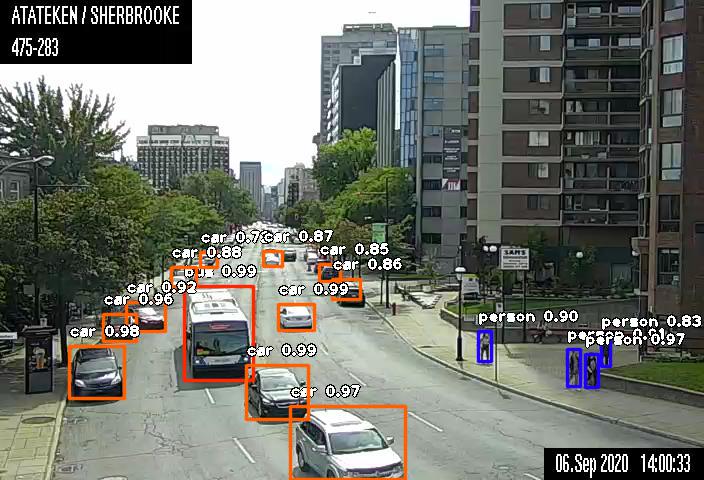 ATATEKEN / SHERBROOKE
475-283
car 0.87
car 0.88
car 0.85
car 0.86
bus 0.99
car 0.92
car 0.99
car 0.96
car 0.98
car 0.99
car 0.97
person 0.90
person 0.83
person 0.97
SAM'S
06.Sep 2020 14:00:33